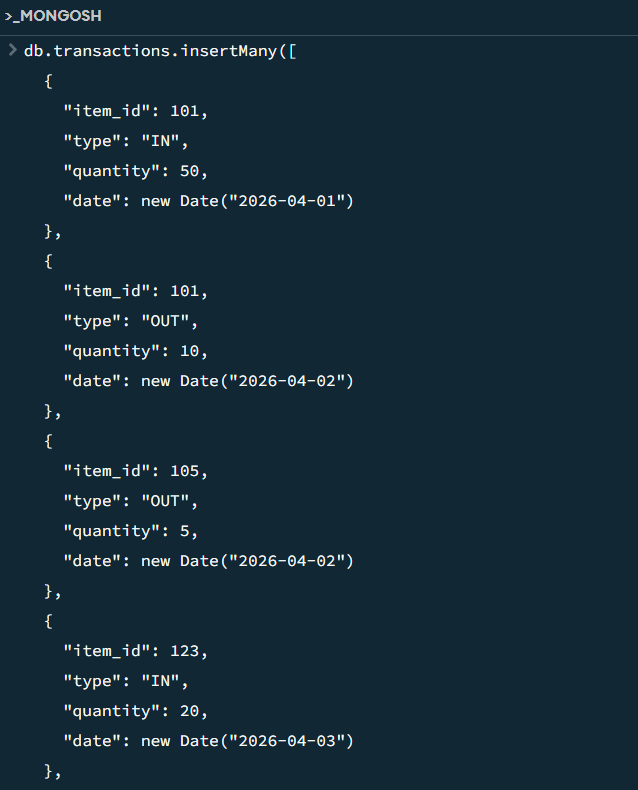 >_MONGOSH
> db.transactions.insertMany([
{
"item_id": 101,
"type": "IN",
"quantity": 50,
"date": new Date("2026-04-01")
},
{
"item_id": 101,
"type": "OUT",
"quantity": 10,
"date": new Date("2026-04-02")
},
{
"item_id": 105,
"type": "OUT",
"quantity": 5,
"date": new Date("2026-04-02")
},
{
"item_id": 123,
"type": "IN",
"quantity": 20,
"date": new Date("2026-04-03")
},